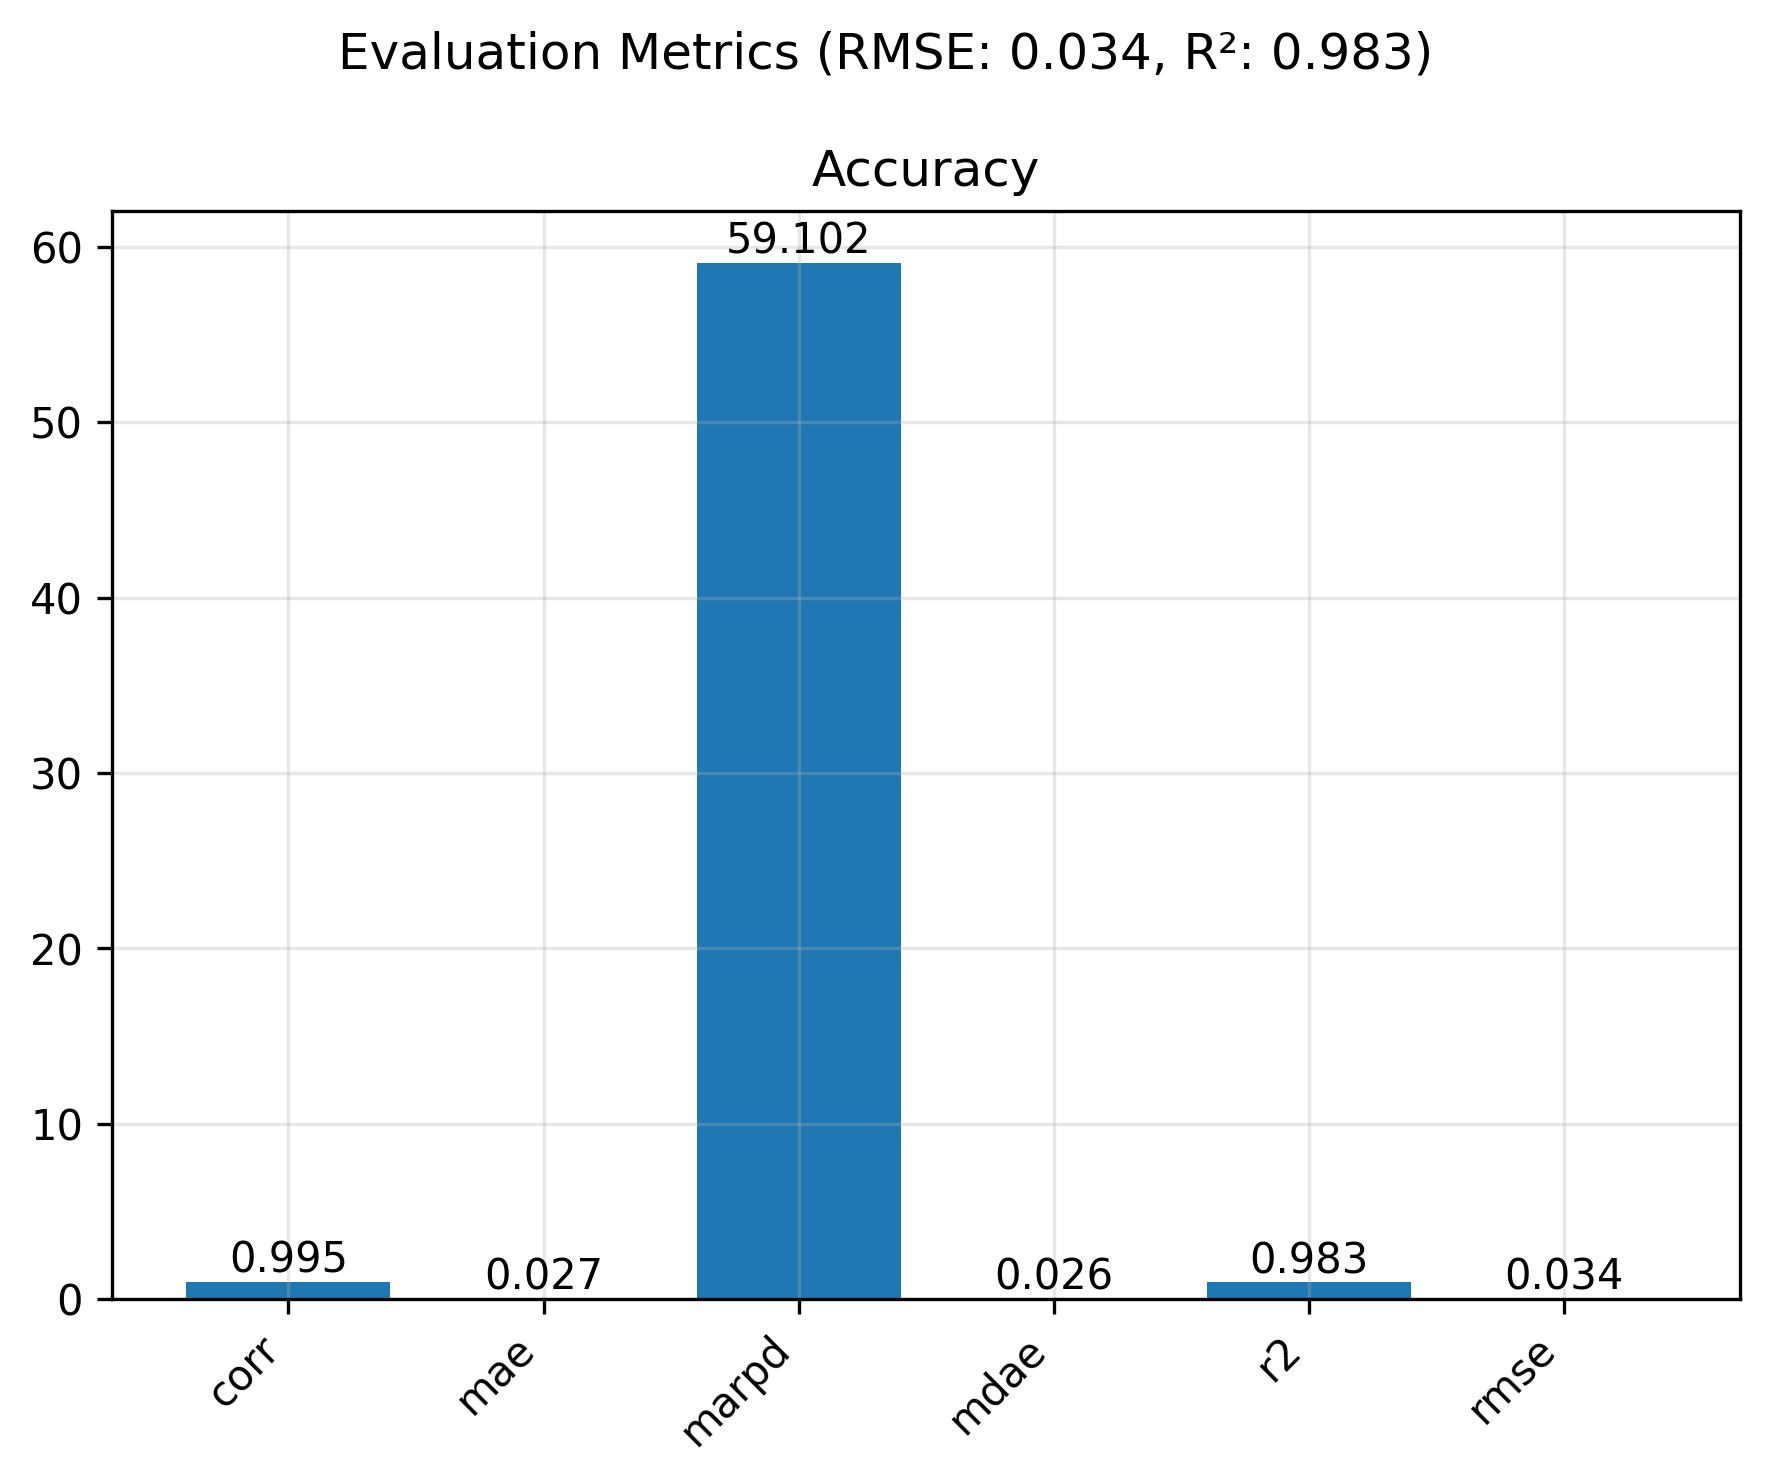 Evaluation Metrics (RMSE: 0.034, R²: 0.983)
Accuracy
60
50
40
30
20
10
0
0.995
0.027
59.102
0.026
0.983
0.034
corr
mae
marpd
mdae
r2
rmse